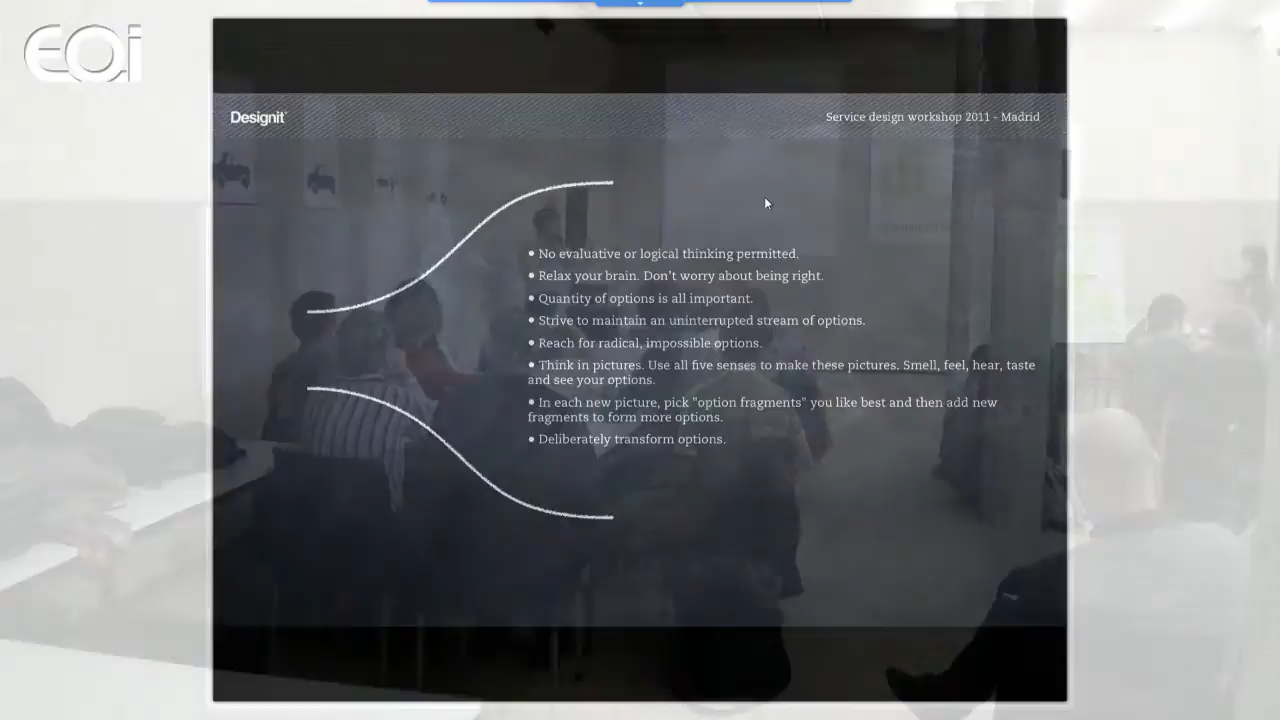 EOi
Designit
Service design workshop 2011 - Madrid
• No evaluative or logical thinking permitted.
• Relax your brain. Don't worry about being right.
• Quantity of options is all important.
• Strive to maintain an uninterrupted stream of options.
• Reach for radical, impossible options.
• Think in pictures. Use all five senses to make these pictures. Smell, feel, hear, taste
and see your options.
• In each new picture, pick "option fragments" you like best and then add new
fragments to form more options.
• Deliberately transform options.